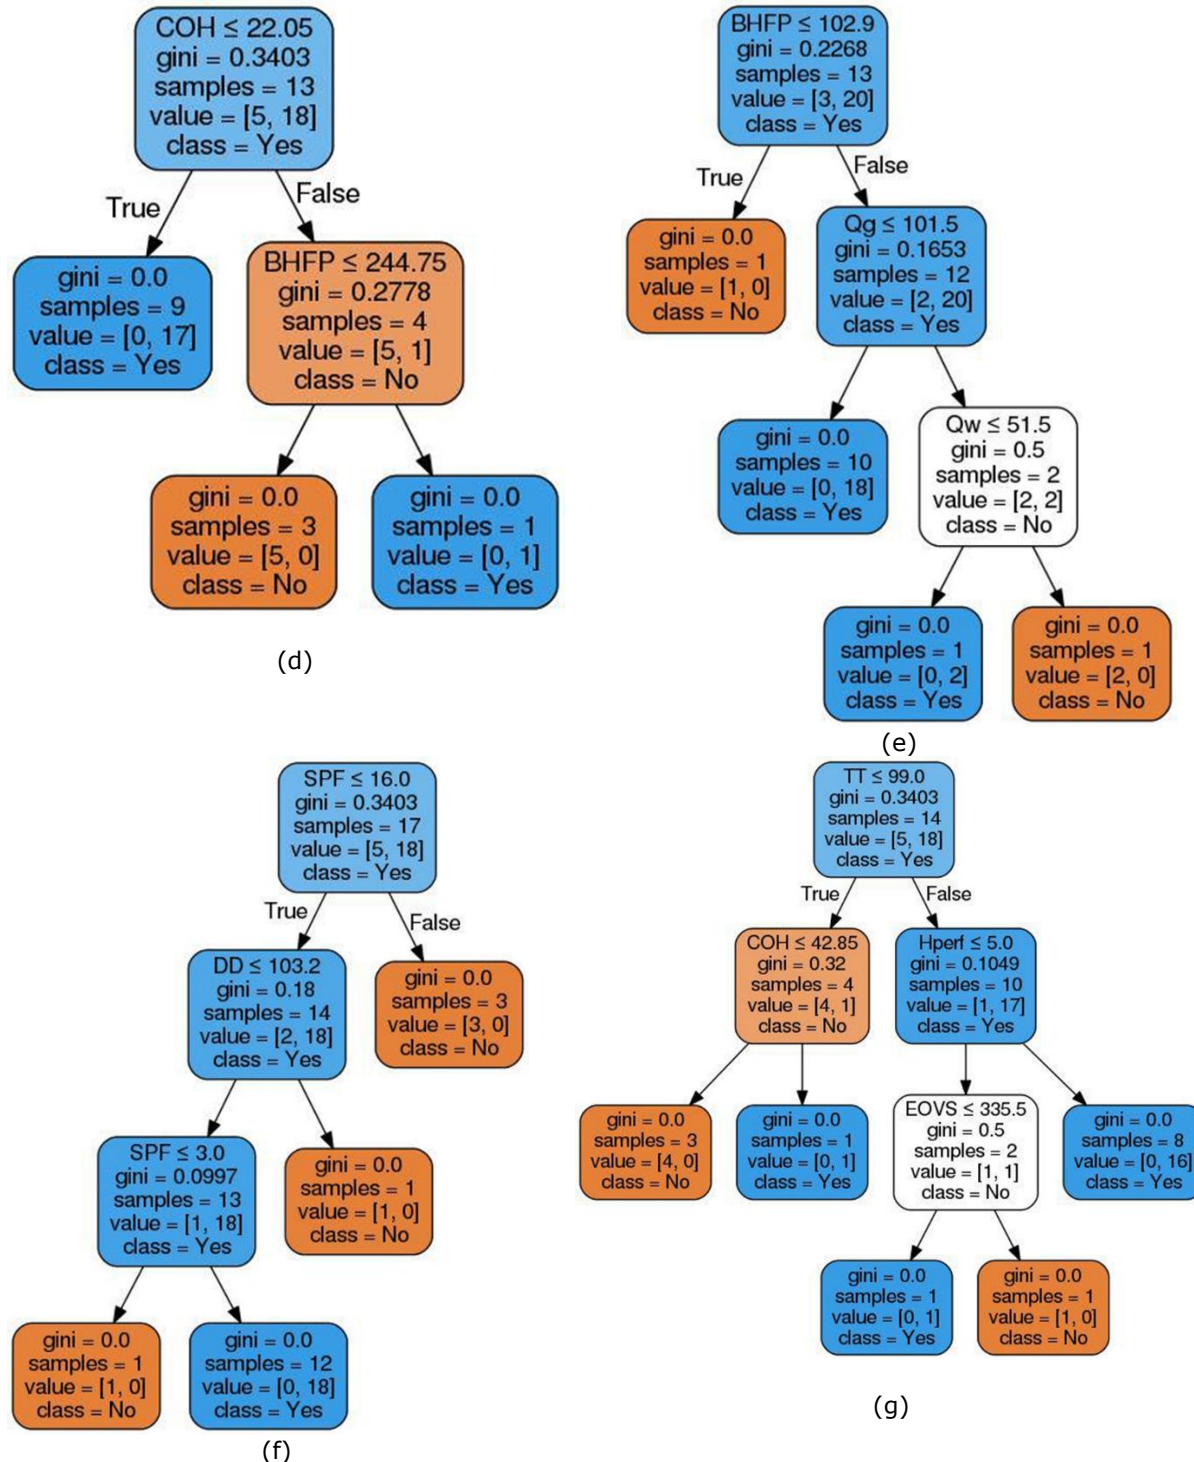 COH ≤ 22.05
gini = 0.3403
samples = 13
value = [5, 18]
class = Yes
True
False
gini = 0.0
samples = 9
value = [0, 17]
class = Yes
BHFP ≤ 244.75
gini = 0.2778
samples = 4
value = [5, 1]
class = No
gini = 0.0
samples = 3
value = [5, 0]
class = No
gini = 0.0
samples = 1
value = [0, 1]
class = Yes
(d)
BHFP ≤ 102.9
gini = 0.2268
samples = 13
value = [3, 20]
class = Yes
True
False
gini = 0.0
samples = 1
value = [1, 0]
class = No
Qg ≤ 101.5
gini = 0.1653
samples = 12
value = [2, 20]
class = Yes
gini = 0.0
samples = 10
value = [0, 18]
class = Yes
Qw ≤ 51.5
gini = 0.5
samples = 2
value = [2, 2]
class = No
gini = 0.0
samples = 1
value = [0, 2]
class = Yes
gini = 0.0
samples = 1
value = [2, 0]
class = No
(e)
SPF ≤ 16.0
gini = 0.3403
samples = 17
value = [5, 18]
class = Yes
True
False
DD ≤ 103.2
gini = 0.18
samples = 14
value = [2, 18]
class = Yes
gini = 0.0
samples = 3
value = [3, 0]
class = No
SPF ≤ 3.0
gini = 0.0997
samples = 13
value = [1, 18]
class = Yes
gini = 0.0
samples = 1
value = [1, 0]
class = No
gini = 0.0
samples = 1
value = [1, 0]
class = No
gini = 0.0
samples = 12
value = [0, 18]
class = Yes
(f)
TT ≤ 99.0
gini = 0.3403
samples = 14
value = [5, 18]
class = Yes
True
False
COH ≤ 42.85
gini = 0.32
samples = 4
value = [4, 1]
class = No
Hperf ≤ 5.0
gini = 0.1049
samples = 10
value = [1, 17]
class = Yes
gini = 0.0
samples = 3
value = [4, 0]
class = No
gini = 0.0
samples = 1
value = [0, 1]
class = Yes
EOVS ≤ 335.5
gini = 0.5
samples = 2
value = [1, 1]
class = No
gini = 0.0
samples = 8
value = [0, 16]
class = Yes
gini = 0.0
samples = 1
value = [0, 1]
class = Yes
gini = 0.0
samples = 1
value = [1, 0]
class = No
(g)